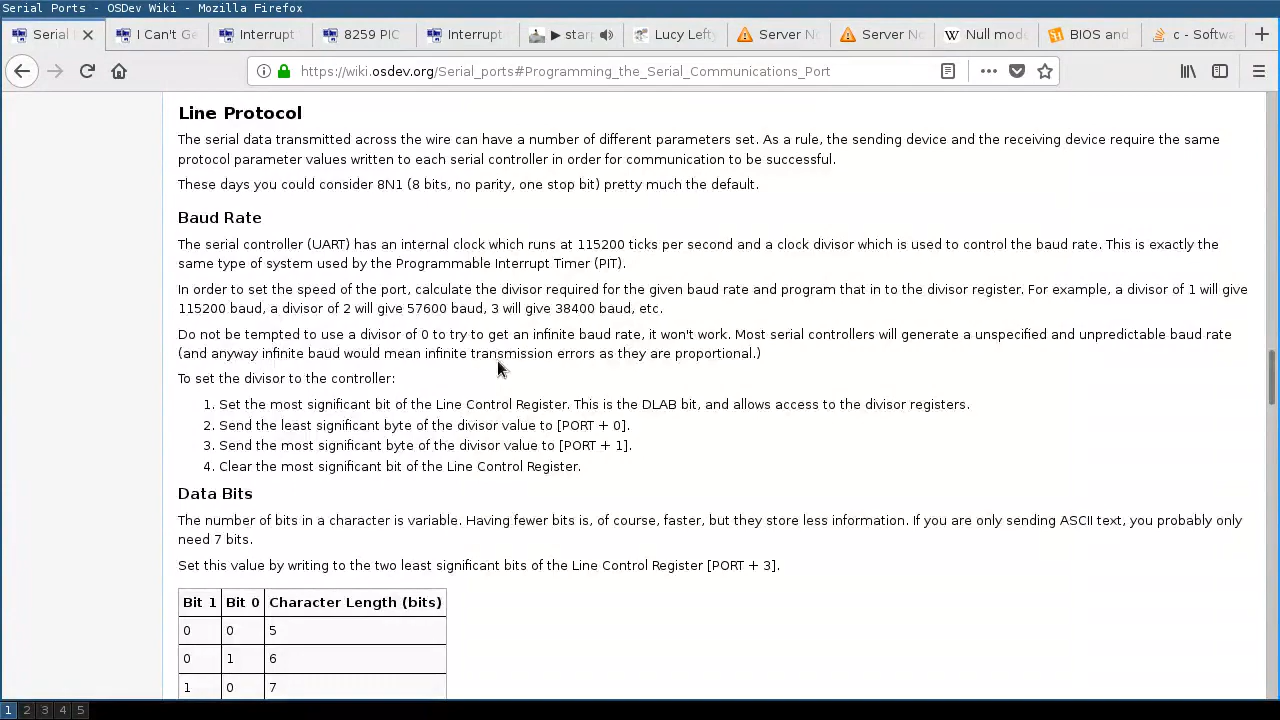 Serial Ports - OSDev Wiki - Mozilla Firefox
Serial
I Can't Ge
Interrupt
8259 PIC
Interrupt
▶ star
Lucy Lefty
Server No
Server No
Null mode
BIOS and
c - Softwa
https://wiki.osdev.org/Serial_ports#Programming_the_Serial_Communications_Port
Line Protocol
The serial data transmitted across the wire can have a number of different parameters set. As a rule, the sending device and the receiving device require the same
protocol parameter values written to each serial controller in order for communication to be successful.
These days you could consider 8N1 (8 bits, no parity, one stop bit) pretty much the default.
Baud Rate
The serial controller (UART) has an internal clock which runs at 115200 ticks per second and a clock divisor which is used to control the baud rate. This is exactly the
same type of system used by the Programmable Interrupt Timer (PIT).
In order to set the speed of the port, calculate the divisor required for the given baud rate and program that in to the divisor register. For example, a divisor of 1 will give
115200 baud, a divisor of 2 will give 57600 baud, 3 will give 38400 baud, etc.
Do not be tempted to use a divisor of 0 to try to get an infinite baud rate, it won't work. Most serial controllers will generate a unspecified and unpredictable baud rate
(and anyway infinite baud would mean infinite transmission errors as they are proportional.)
To set the divisor to the controller:
1. Set the most significant bit of the Line Control Register. This is the DLAB bit, and allows access to the divisor registers.
2. Send the least significant byte of the divisor value to [PORT + 0].
3. Send the most significant byte of the divisor value to [PORT + 1].
4. Clear the most significant bit of the Line Control Register.
Data Bits
The number of bits in a character is variable. Having fewer bits is, of course, faster, but they store less information. If you are only sending ASCII text, you probably only
need 7 bits.
Set this value by writing to the two least significant bits of the Line Control Register [PORT + 3].
Bit 1 Bit 0 Character Length (bits)
0 0 5
0 1 6
1 0 7
1 2 3 4 5